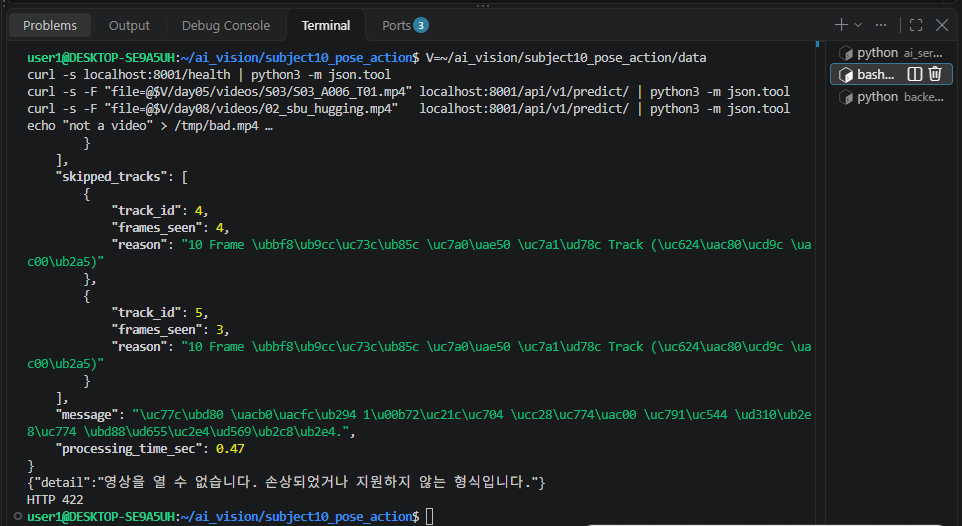 Problems Output Debug Console Terminal Ports 3
user1@DESKTOP-SE9A5UH:~/ai_vision/subject10_pose_action$ V=~/ai_vision/subject10_pose_action/data
curl -s localhost:8001/health | python3 -m json.tool
curl -s -F "file=@$V/day05/videos/S03/S03_A006_T01.mp4" localhost:8001/api/v1/predict/ | python3 -m json.tool
curl -s -F "file=@$V/day08/videos/02_sbu_hugging.mp4" localhost:8001/api/v1/predict/ | python3 -m json.tool
echo "not a video" > /tmp/bad.mp4 …
}
],
"skipped_tracks": [
{
"track_id": 4,
"frames_seen": 4,
"reason": "10 Frame \ubbf8\ub9cc\uc73c\ub85c \uc7a0\uae50 \uc7a1\ud78c Track (\uc624\uac80\ucd9c \ua
c00\ub2a5)"
},
{
"track_id": 5,
"frames_seen": 3,
"reason": "10 Frame \ubbf8\ub9cc\uc73c\ub85c \uc7a0\uae50 \uc7a1\ud78c Track (\uc624\uac80\ucd9c \ua
c00\ub2a5)"
}
],
"message": "\uc77c\ubd80 \uacb0\uacfc\ub294 1\u00b72\uc21c\uc704 \ucc28\uc774\uac00 \uc791\uc544 \ud310\ub2e
8\uc774 \ubd88\ud655\uc2e4\ud569\ub2c8\ub2e4.",
"processing_time_sec": 0.47
}
{"detail":"영상을 열 수 없습니다. 손상되었거나 지원하지 않는 형식입니다."}
HTTP 422
user1@DESKTOP-SE9A5UH:~/ai_vision/subject10_pose_action$
python ai_ser...
bash...
python backe...